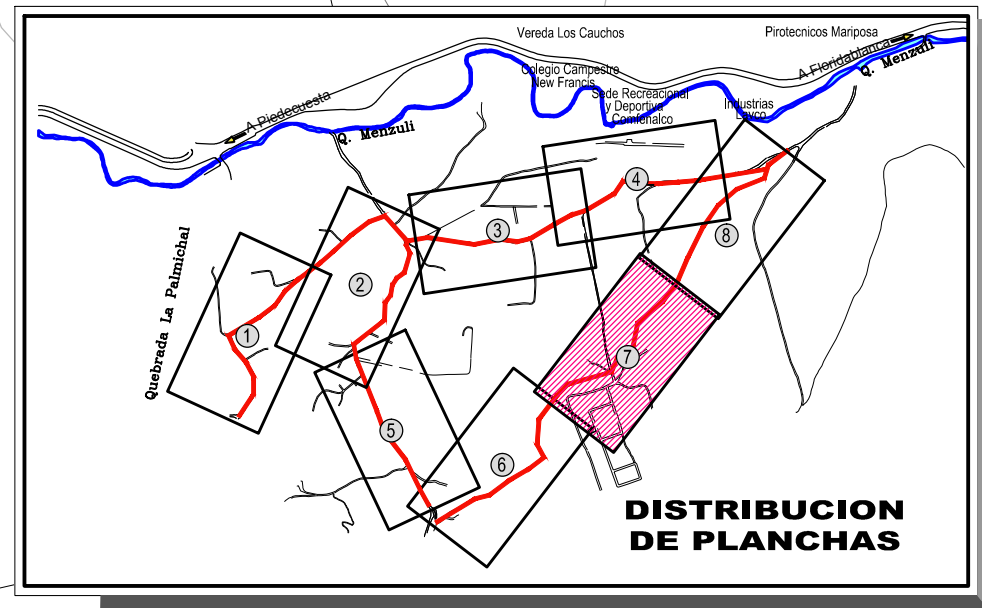 Vereda Los Cauchos
Pirotecnicos Mariposa
A Floridablanca
Q. Menzuli
Colegio Campestre
New Francis
Sede Recreacional
y Deportiva
Comfenalco
Industrias
Layco
A Piedecuesta
Q. Menzuli
Quebrada La Palmichal
4
3
8
2
1
7
5
6
DISTRIBUCION
DE PLANCHAS